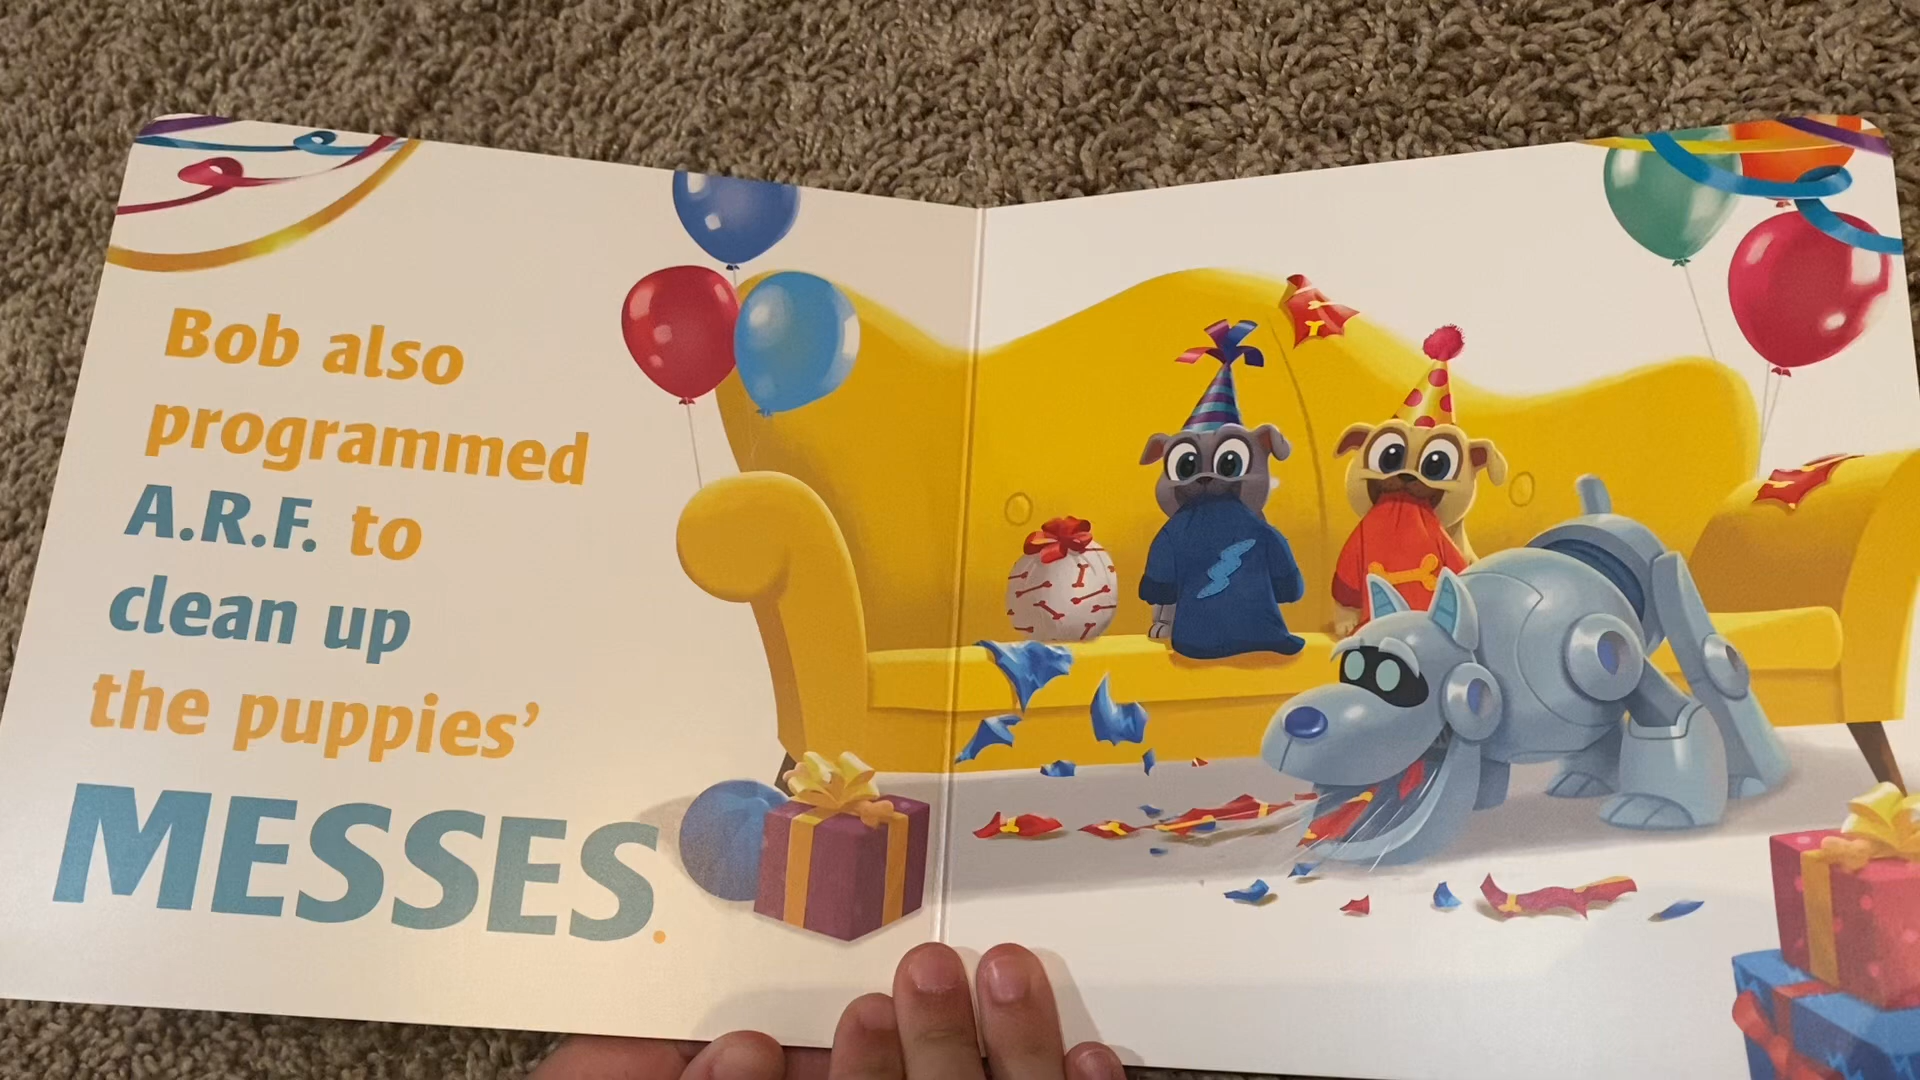 Bob also
programmed
A.R.F. to
clean up
the puppies’
MESSES.